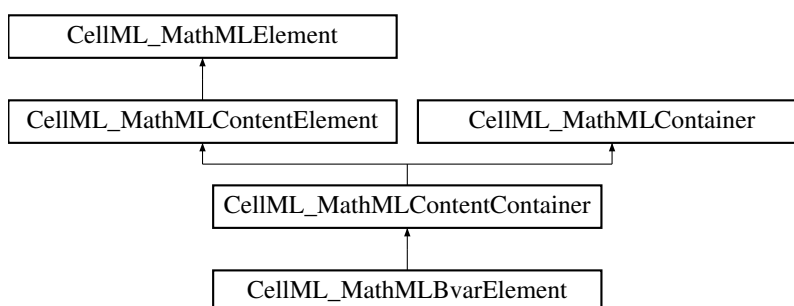 CellML_MathMLElement
CellML_MathMLContentElement
CellML_MathMLContainer
CellML_MathMLContentContainer
CellML_MathMLBvarElement